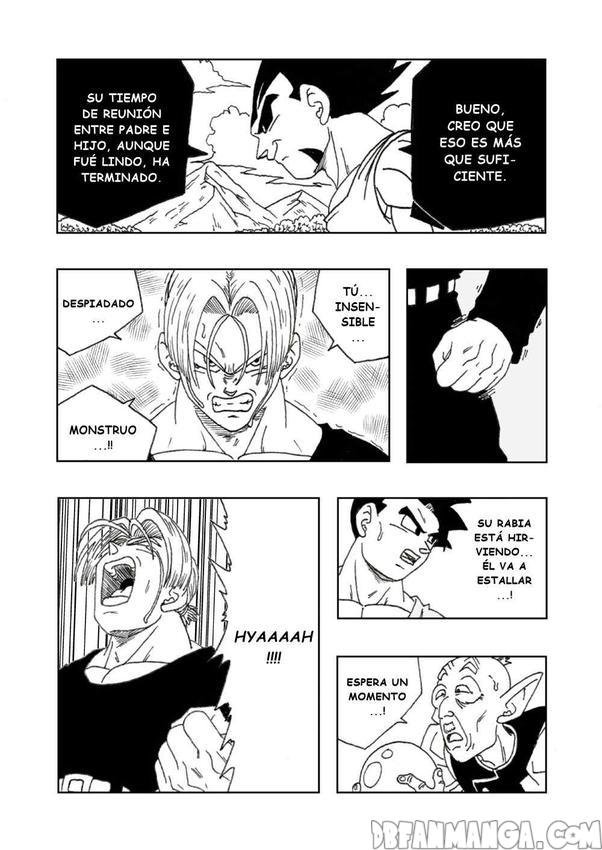 SU TIEMPO
DE REUNIÓN
ENTRE PADRE E
HIJO, AUNQUE
FUÉ LINDO, HA
TERMINADO.
BUENO,
CREO QUE
ESO ES MÁS
QUE SUFI-
CIENTE.
DESPIADADO
...
TÚ...
INSEN-
SIBLE
...
MONSTRUO
...!!
HYAAAAH
!!!!
SU RABIA
ESTÁ HIR-
VIENDO...
ÉL VA A
ESTALLAR
...!
ESPERA UN
MOMENTO
...!
DBFANMANGA.COM